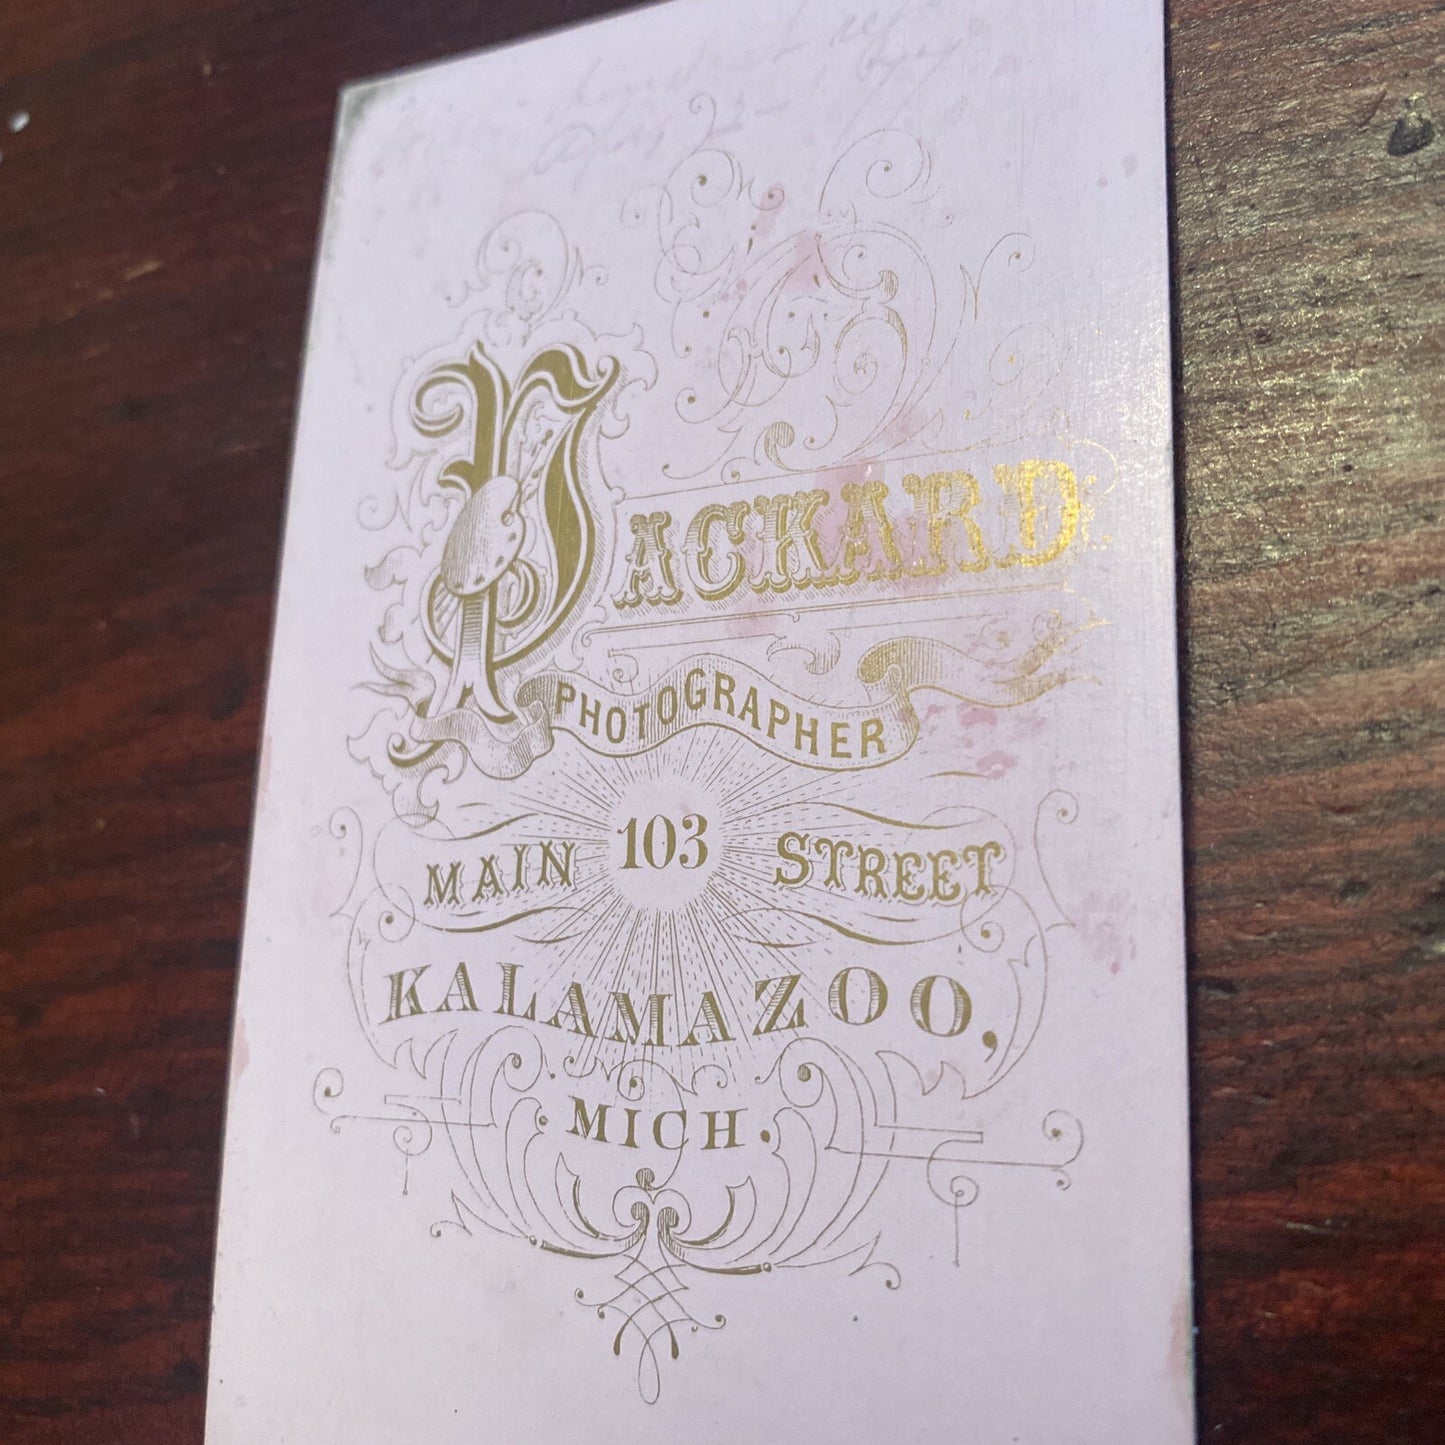 PACKARD
PHOTOGRAPHER
MAIN 103 STREET
KALAMAZOO,
MICH.